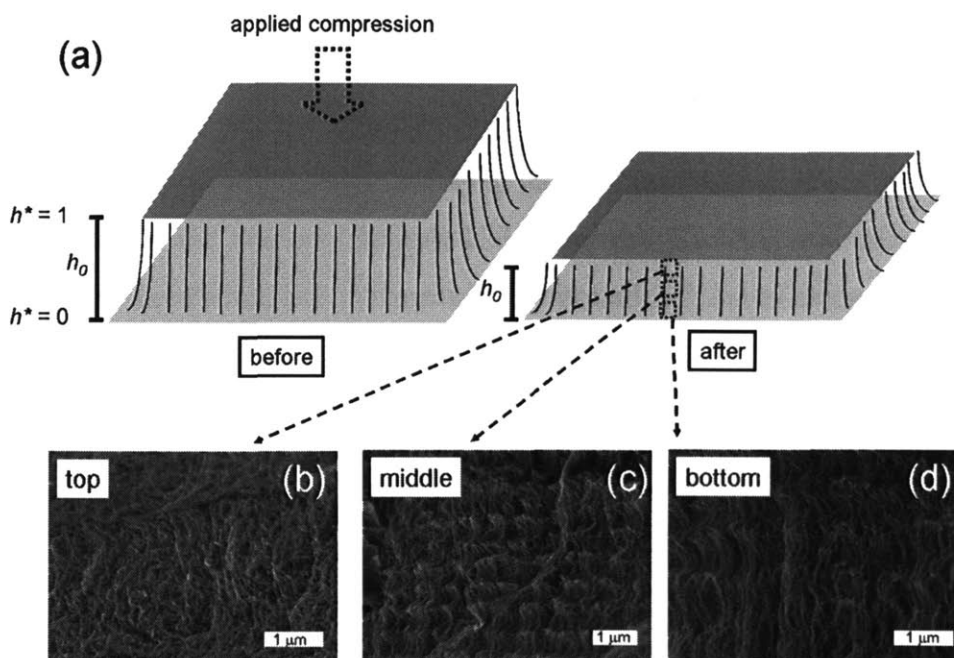 (a)
applied compression
h* = 1
h₀
h* = 0
before
h₀
after
top
(b)
1 µm
middle
(c)
1 µm
bottom
(d)
1 µm